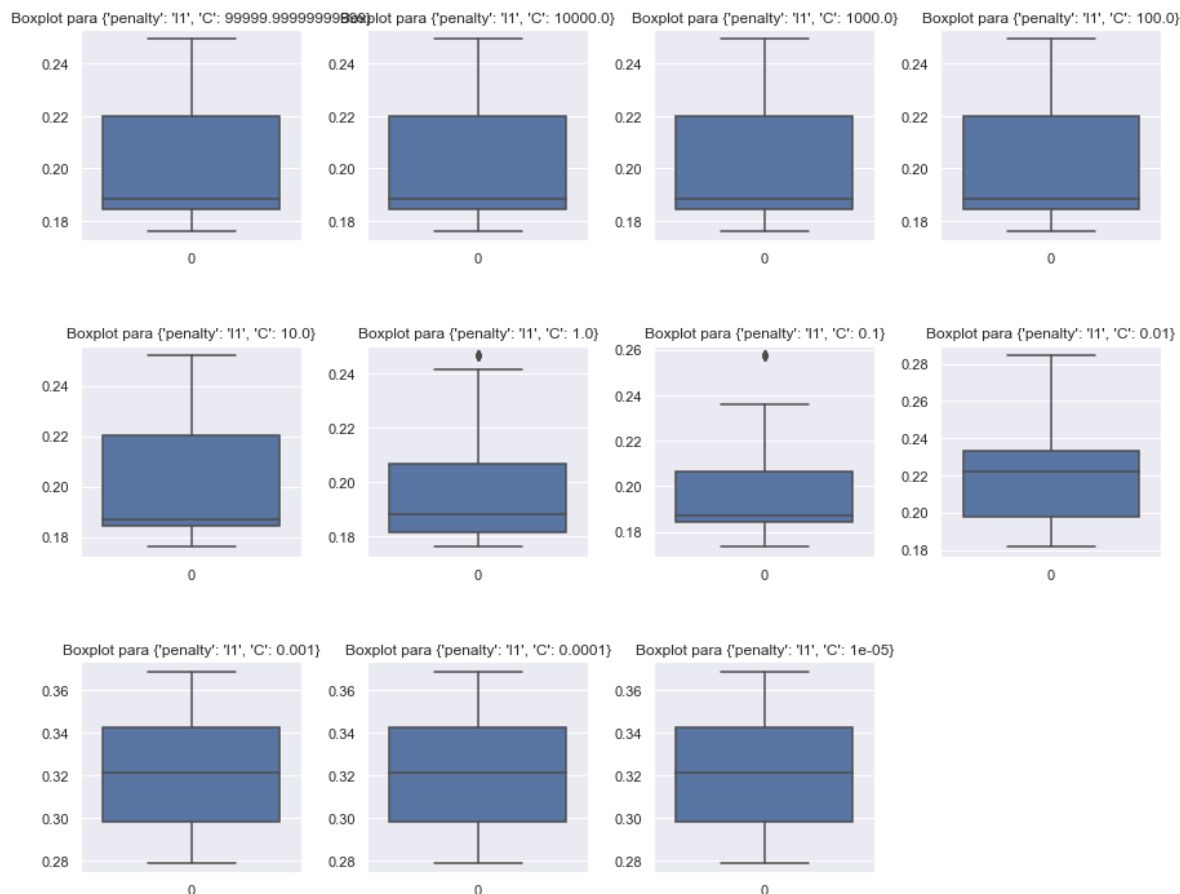 Boxplot para {'penalty': 'l1', 'C': 99999.99999999999} Boxplot para {'penalty': 'l1', 'C': 10000.0} Boxplot para {'penalty': 'l1', 'C': 1000.0} Boxplot para {'penalty': 'l1', 'C': 100.0}
0.24 0.24 0.24 0.24
0.22 0.22 0.22 0.22
0.20 0.20 0.20 0.20
0.18 0.18 0.18 0.18
0 0 0 0
Boxplot para {'penalty': 'l1', 'C': 10.0} Boxplot para {'penalty': 'l1', 'C': 1.0} Boxplot para {'penalty': 'l1', 'C': 0.1} Boxplot para {'penalty': 'l1', 'C': 0.01}
0.24 0.24 0.26 0.28
0.22 0.22 0.24 0.26
0.20 0.20 0.22 0.24
0.18 0.18 0.20 0.22
0.18 0.20
0.18
0 0 0 0
Boxplot para {'penalty': 'l1', 'C': 0.001} Boxplot para {'penalty': 'l1', 'C': 0.0001} Boxplot para {'penalty': 'l1', 'C': 1e-05}
0.36 0.36 0.36
0.34 0.34 0.34
0.32 0.32 0.32
0.30 0.30 0.30
0.28 0.28 0.28
0 0 0